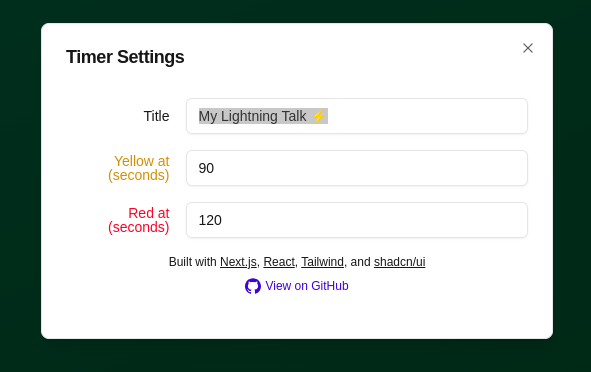 Timer Settings
Title
My Lightning Talk ⚡
Yellow at
(seconds)
90
Red at
(seconds)
120
Built with Next.js, React, Tailwind, and shadcn/ui
View on GitHub